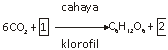 cahaya
6CO₂ + 1 → C₆H₁₂O₆ + 2
klorofil